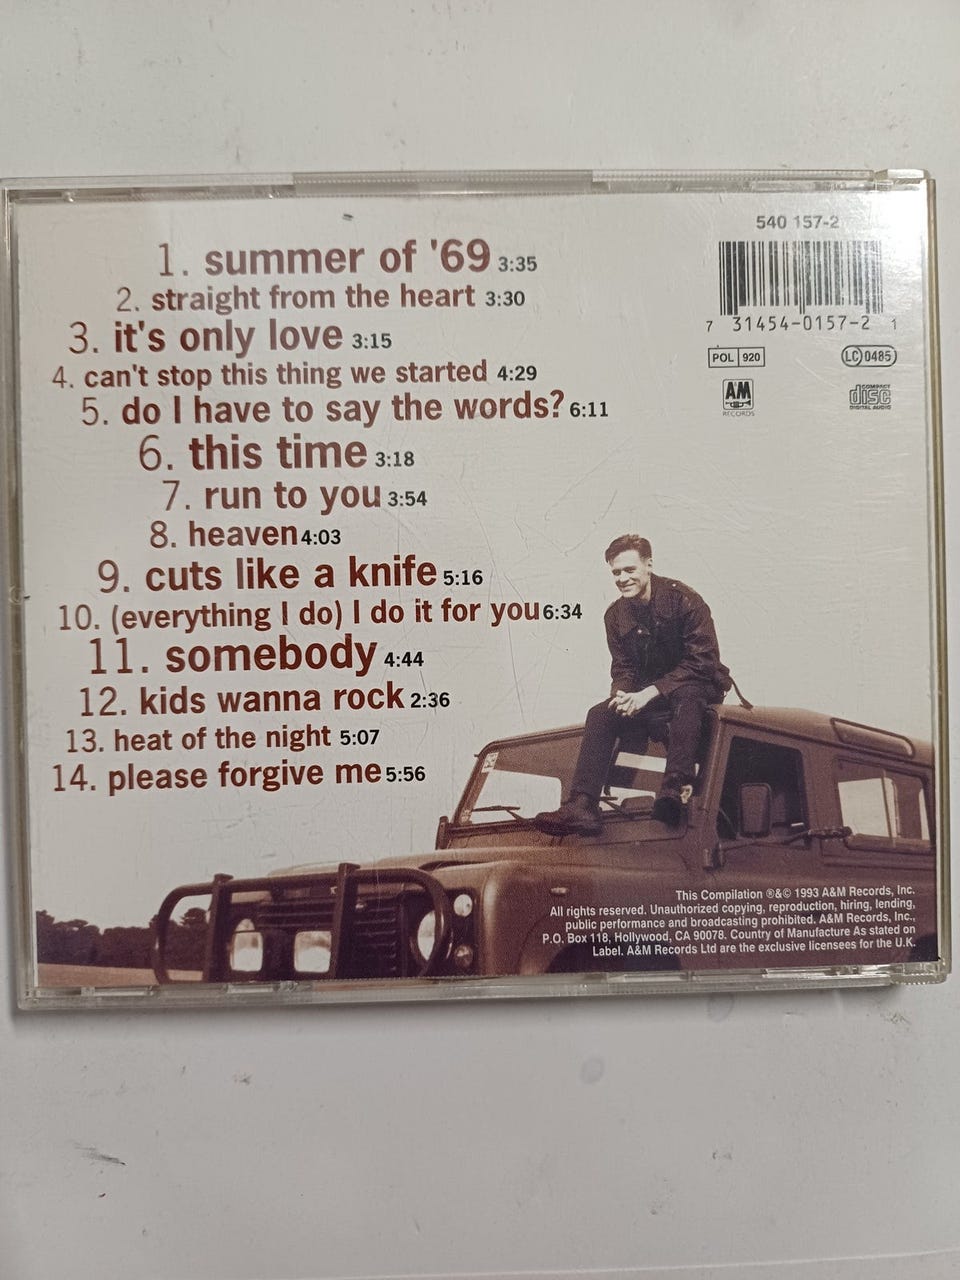 1. summer of '69 3:35
2. straight from the heart 3:30
3. it's only love 3:15
4. can't stop this thing we started 4:29
5. do I have to say the words? 6:11
6. this time 3:18
7. run to you 3:54
8. heaven 4:03
9. cuts like a knife 5:16
10. (everything I do) I do it for you 6:34
11. somebody 4:44
12. kids wanna rock 2:36
13. heat of the night 5:07
14. please forgive me 5:56
540 157-2
7 31454-0157-2 1
POL 920
LC 0485
A&M
RECORDS
COMPACT
disc
DIGITAL AUDIO
This Compilation ℗&© 1993 A&M Records, Inc.
All rights reserved. Unauthorized copying, reproduction, hiring, lending,
public performance and broadcasting prohibited. A&M Records, Inc.,
P.O. Box 118, Hollywood, CA 90078. Country of Manufacture As stated on
Label. A&M Records Ltd are the exclusive licensees for the U.K.